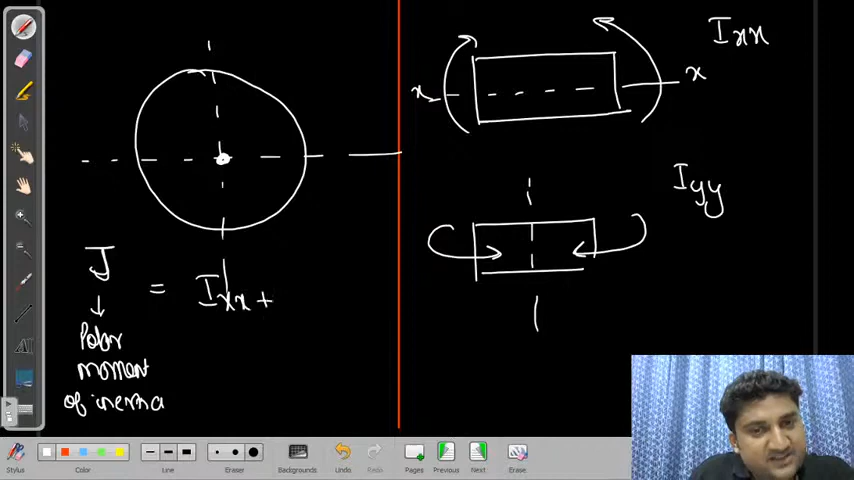 J
= Ixx +
Polar
moment
of inertia
Ixx
x
x
Iyy
Stylus
Color
Line
Eraser
Backgrounds
Undo
Redo
Pages
Previous
Next
Erase